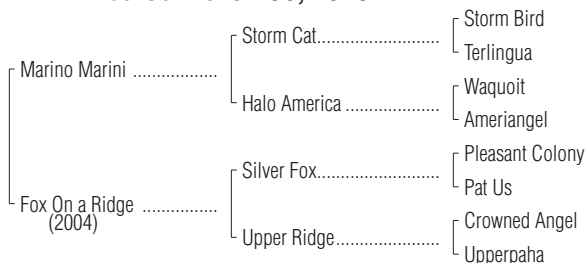 Storm Bird
Storm Cat
Terlingua
Marino Marini
Waquoit
Halo America
Ameriangel
Pleasant Colony
Silver Fox
Pat Us
Fox On a Ridge
(2004)
Crowned Angel
Upper Ridge
Upperpaha